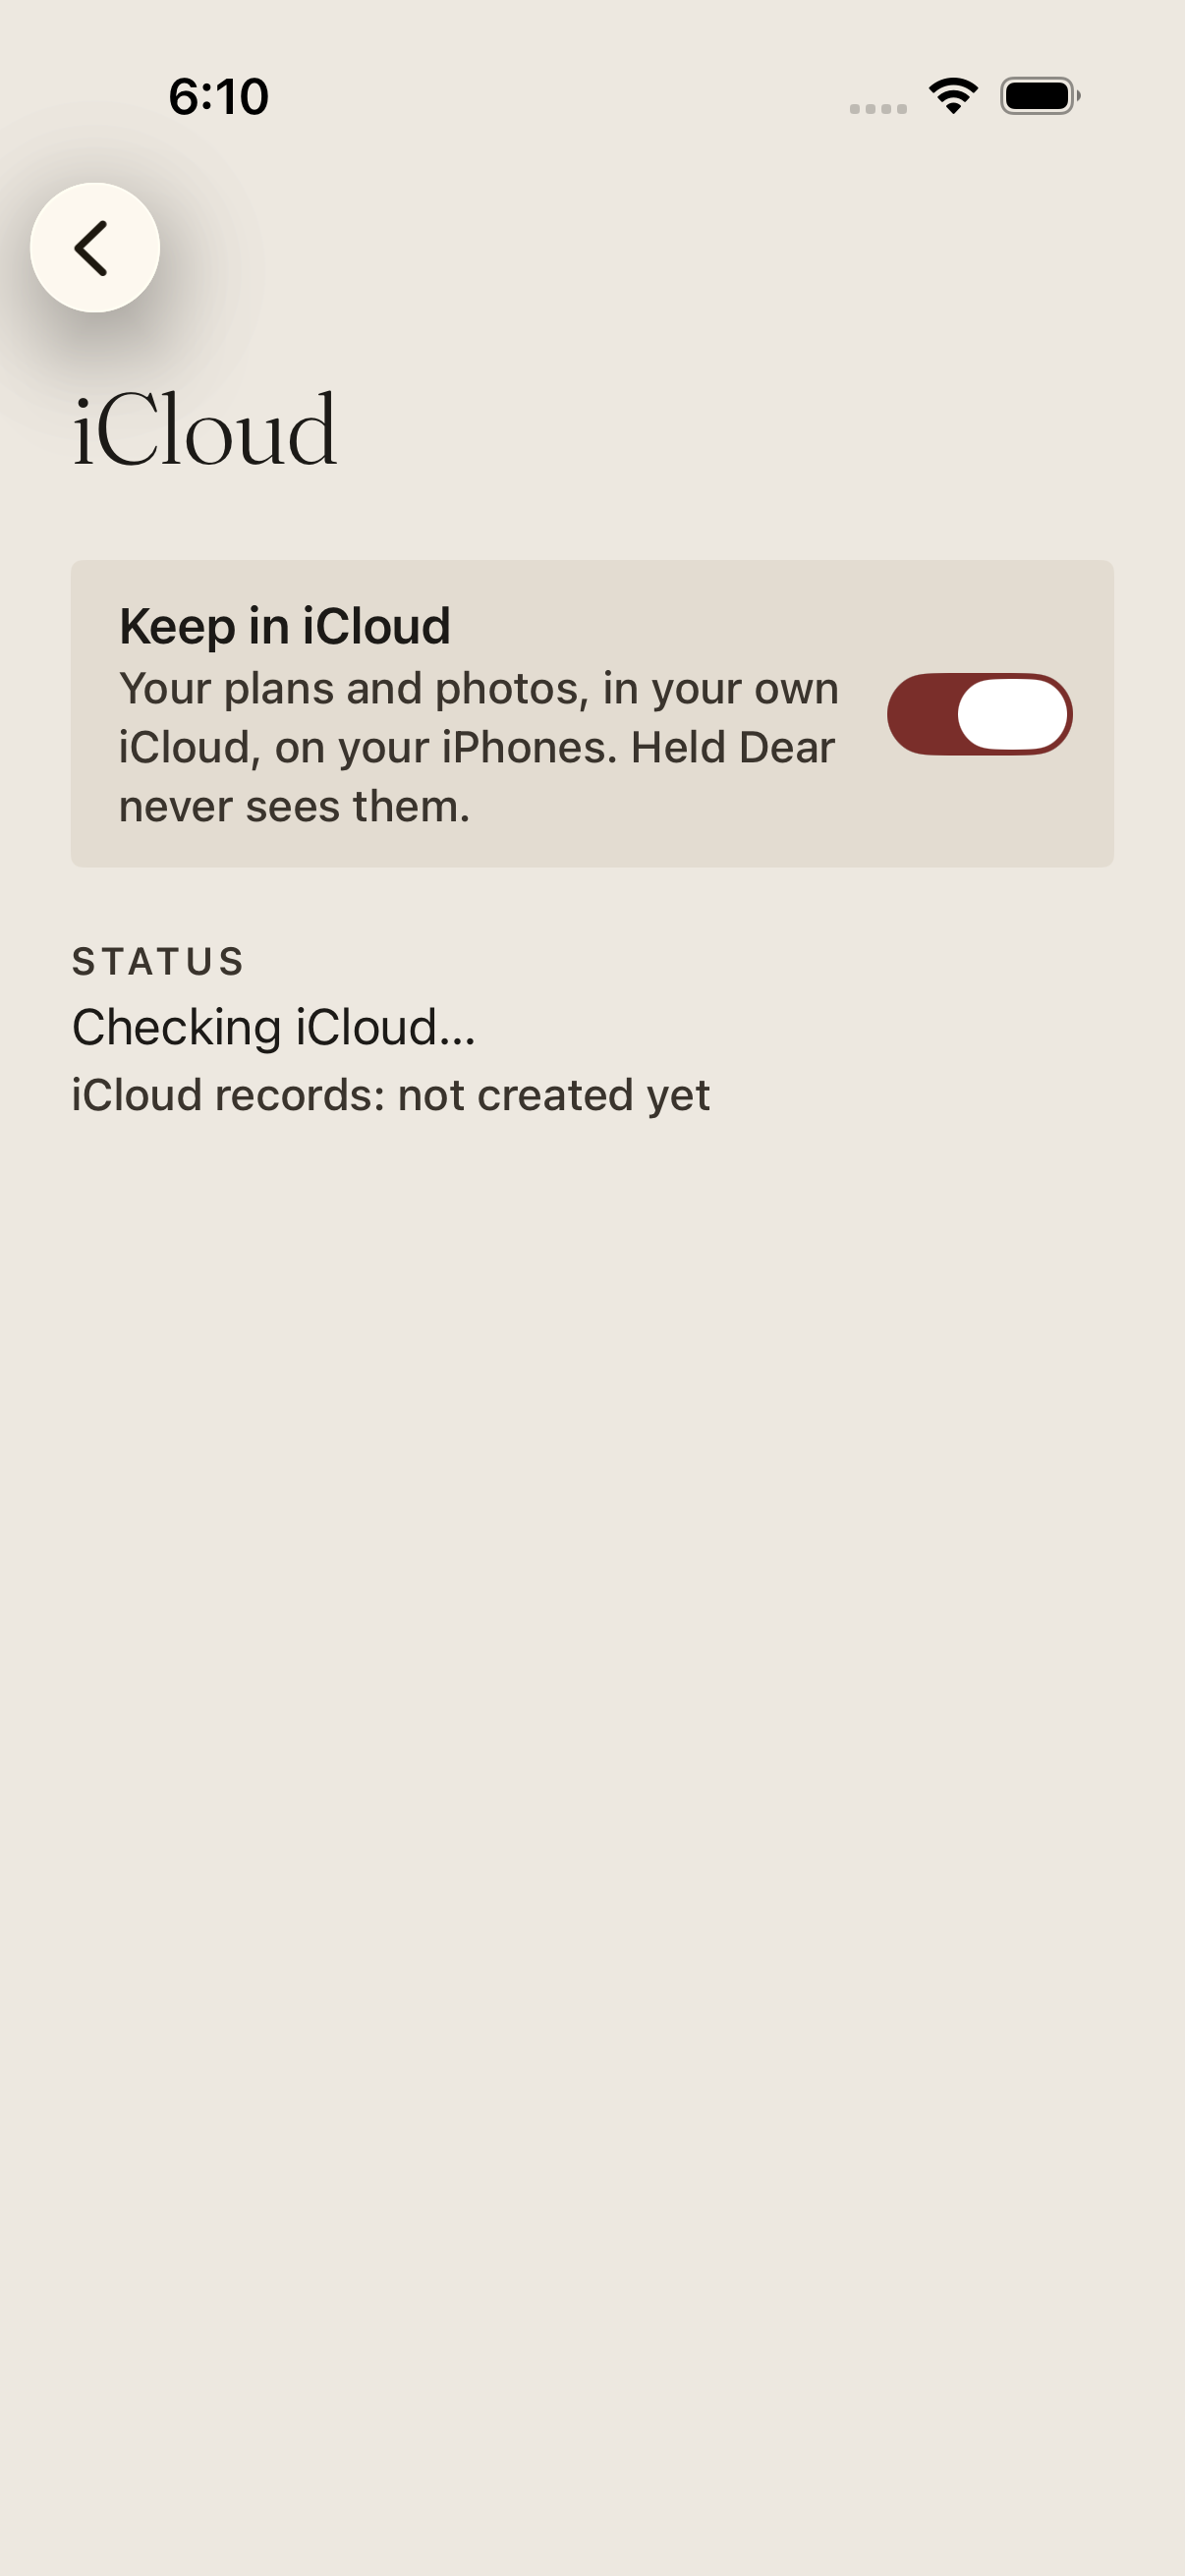 6:10
iCloud
Keep in iCloud
Your plans and photos, in your own
iCloud, on your iPhones. Held Dear
never sees them.
STATUS
Checking iCloud...
iCloud records: not created yet